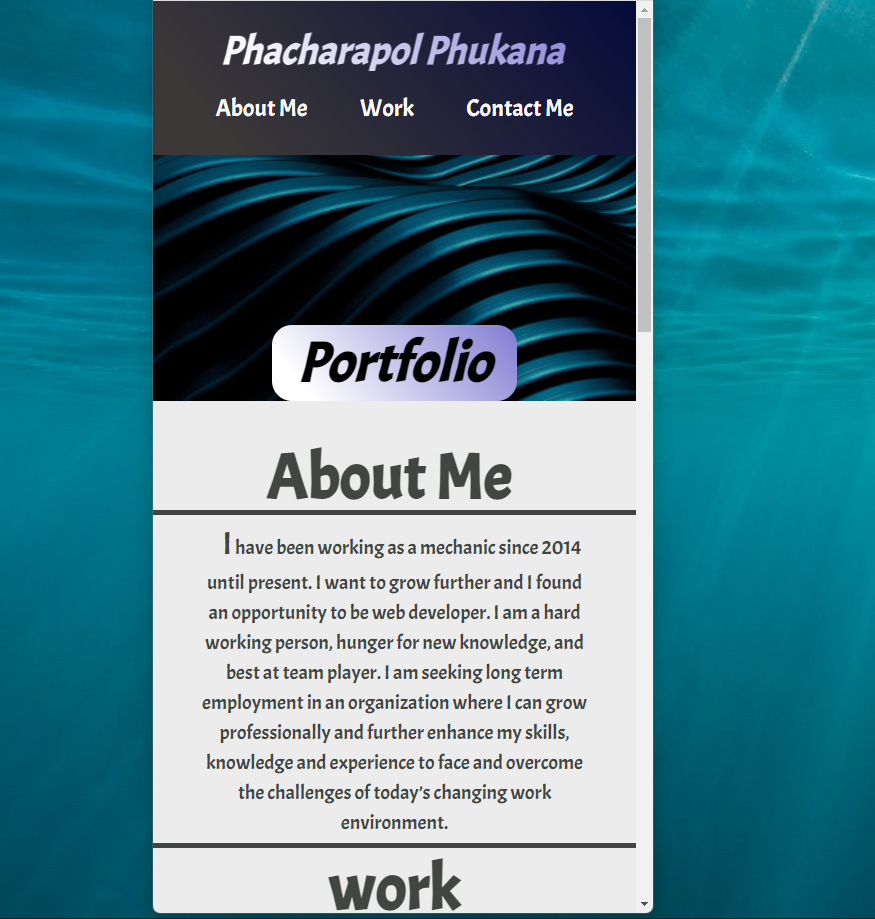 Phacharapol Phukana
About Me Work Contact Me
Portfolio
About Me
I have been working as a mechanic since 2014
until present. I want to grow further and I found
an opportunity to be web developer. I am a hard
working person, hunger for new knowledge, and
best at team player. I am seeking long term
employment in an organization where I can grow
professionally and further enhance my skills,
knowledge and experience to face and overcome
the challenges of today’s changing work
environment.
work